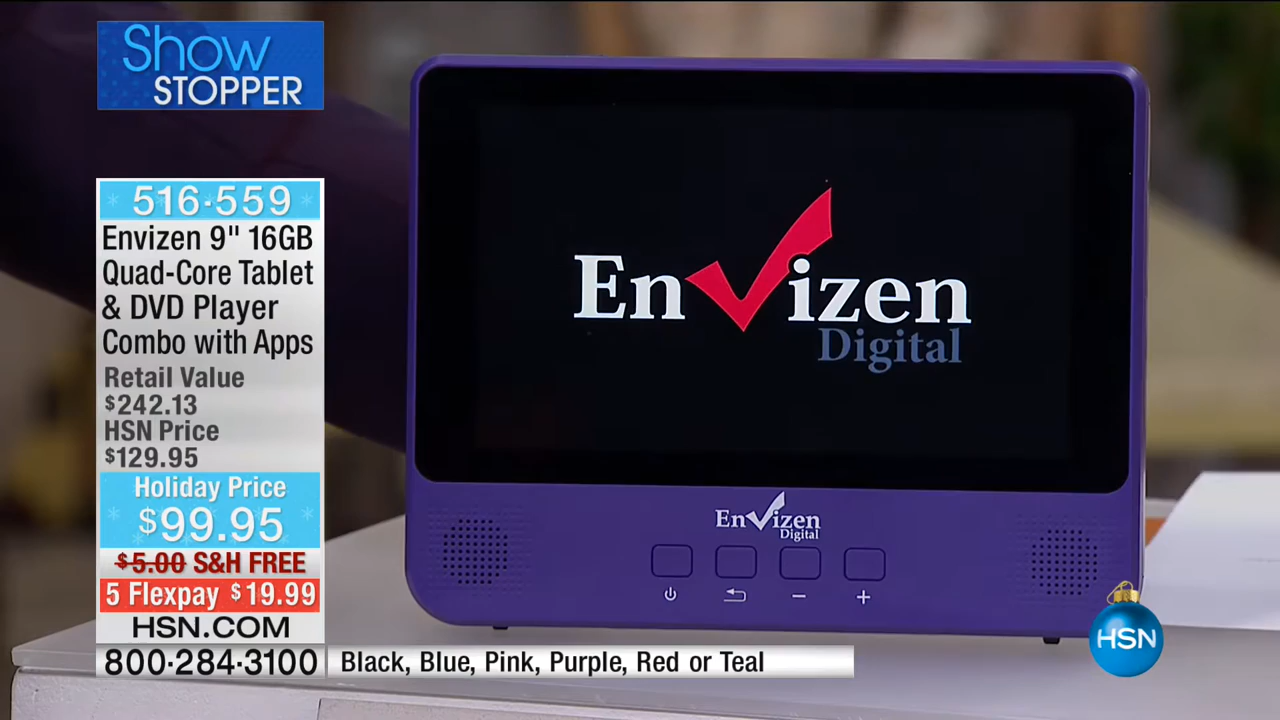 Show
STOPPER
516-559
Envizen 9" 16GB
Quad-Core Tablet
& DVD Player
Combo with Apps
Retail Value
$242.13
HSN Price
$129.95
Holiday Price
$99.95
$5.00 S&H FREE
5 Flexpay $19.99
HSN.COM
800-284-3100
Black, Blue, Pink, Purple, Red or Teal
Envizen
Digital
Envizen
Digital
HSN